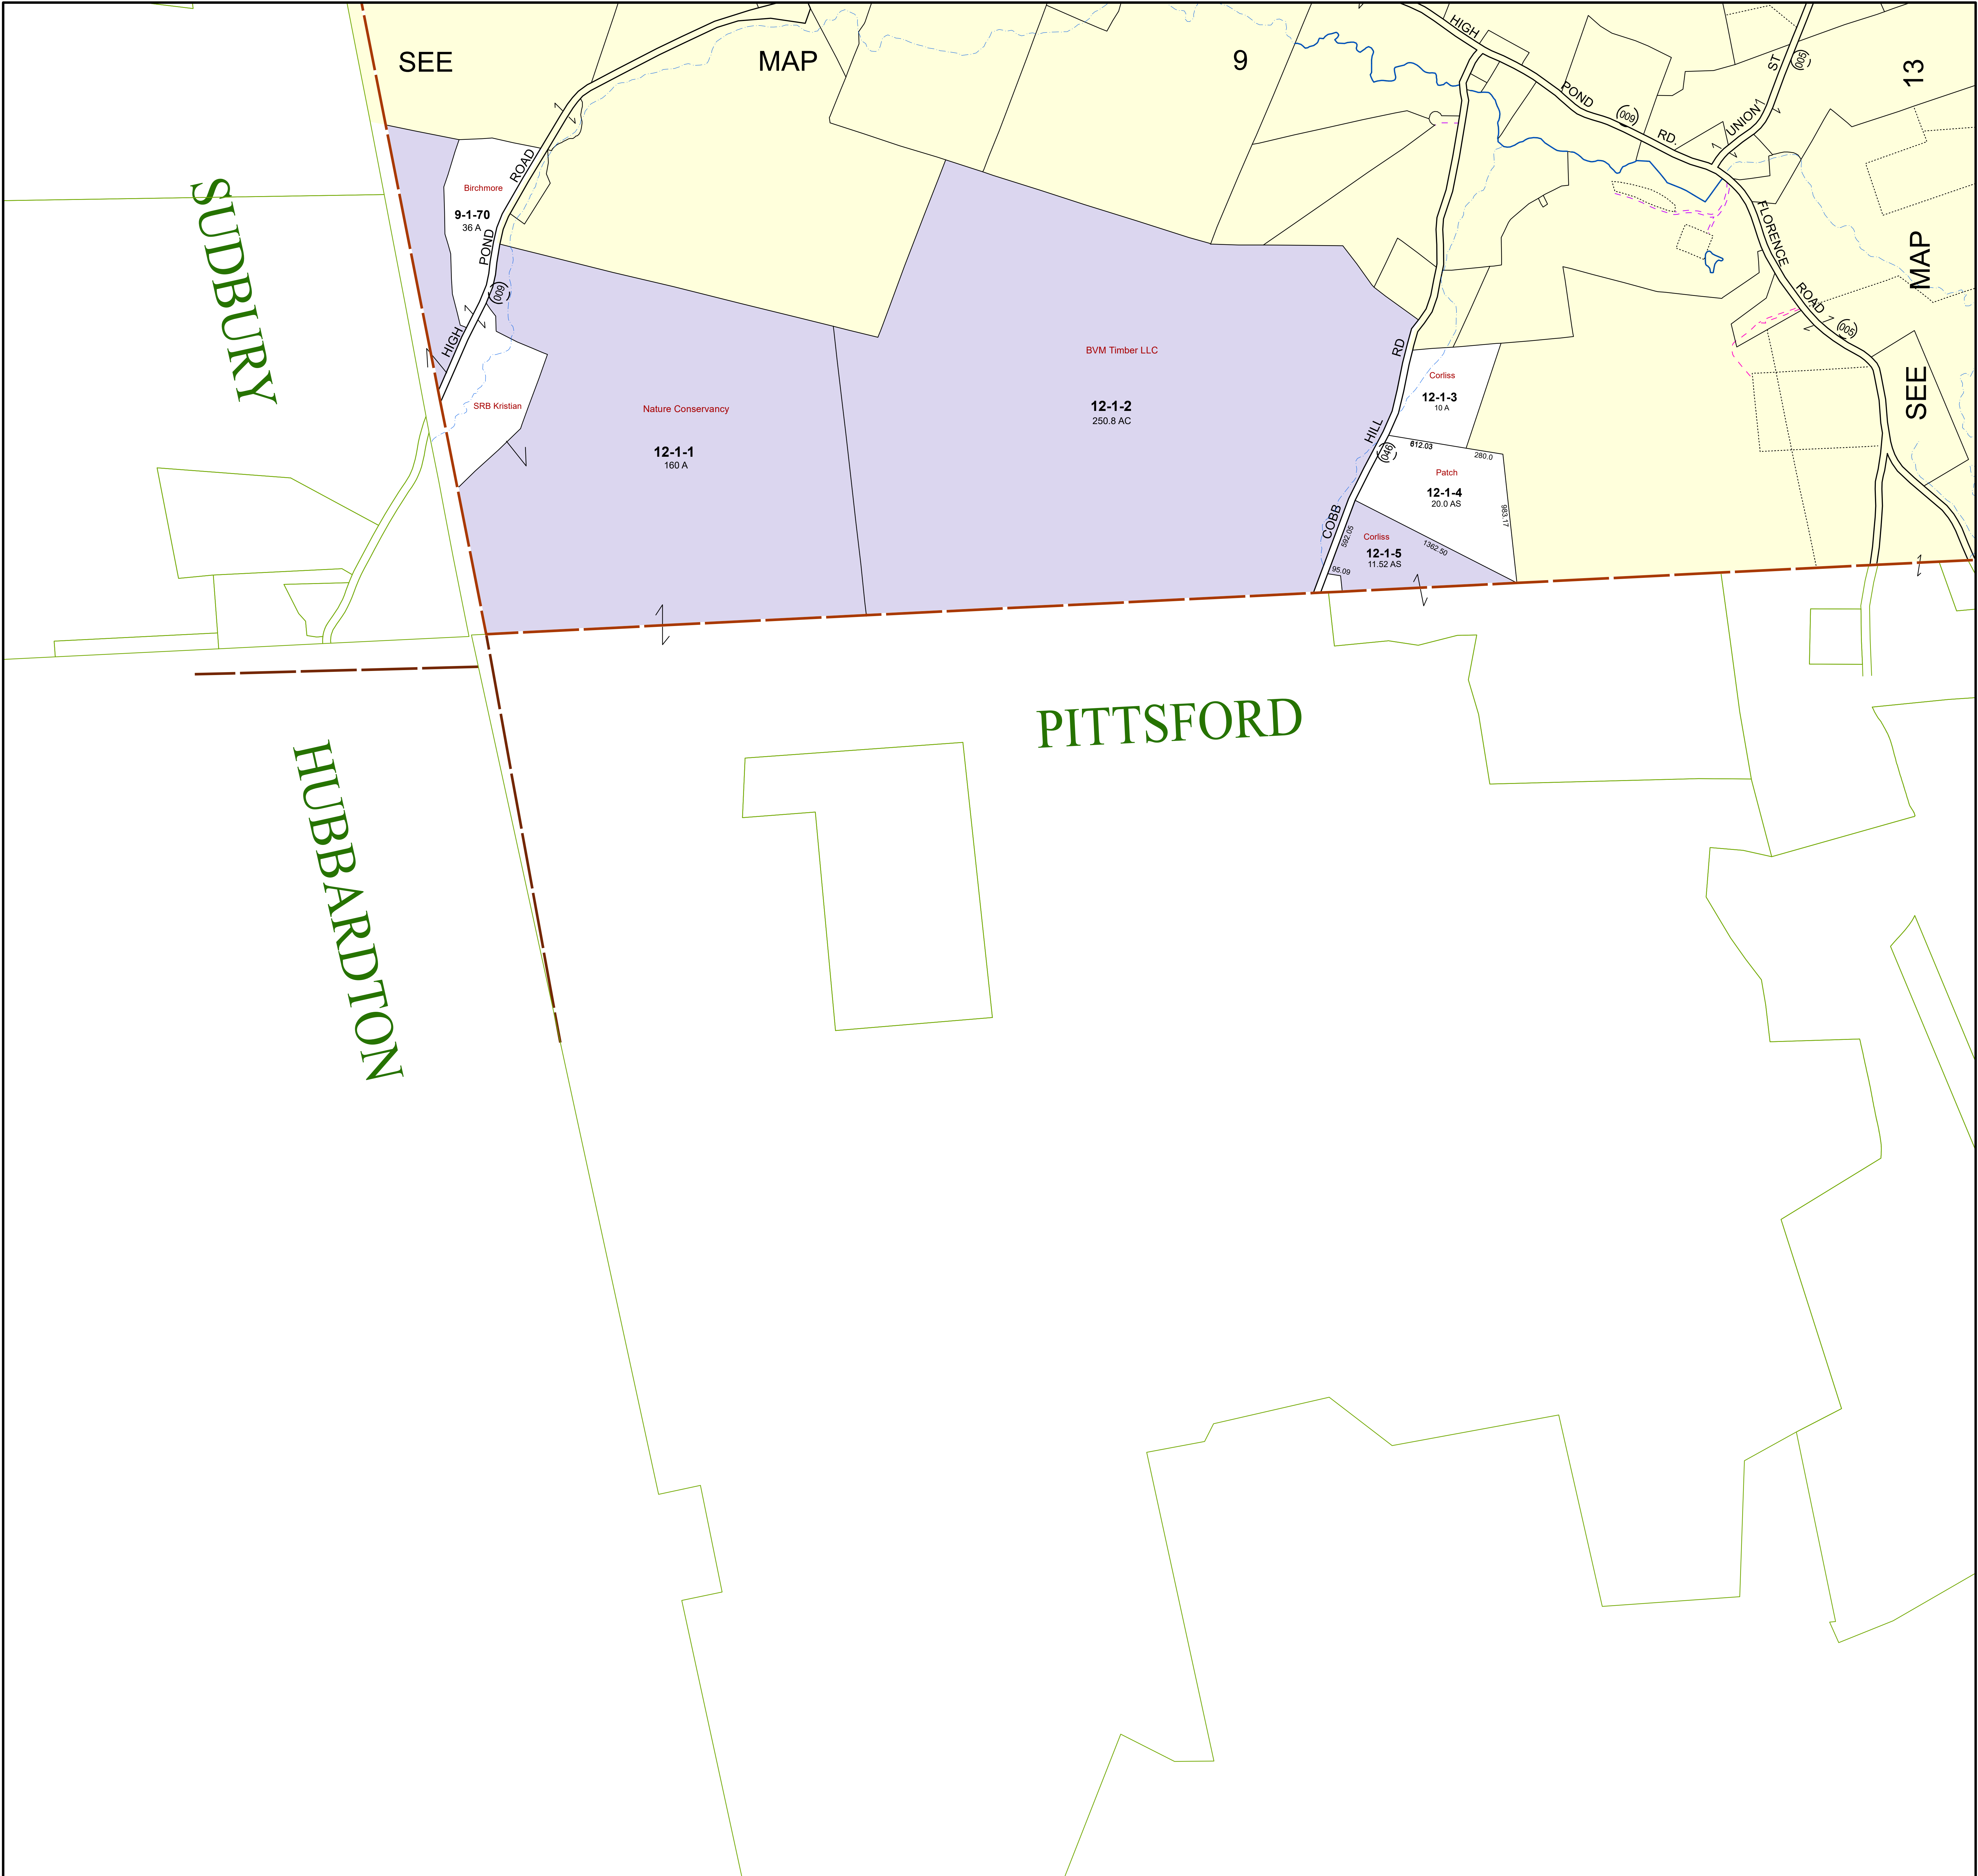 SEE MAP 9
13
MAP
SEE
HIGH POND RD.
(009)
UNION ST
(005)
FLORENCE ROAD
(005)
Birchmore
9-1-70
36 A
HIGH POND ROAD
(009)
SRB Kristian
SUDBURY
Nature Conservancy
12-1-1
160 A
BVM Timber LLC
12-1-2
250.8 AC
COBB HILL RD
(046)
Corliss
12-1-3
10 A
612.03
280.0
Patch
12-1-4
20.0 AS
983.17
592.05
Corliss
12-1-5
11.52 AS
1362.50
95.09
PITTSFORD
HUBBARDTON